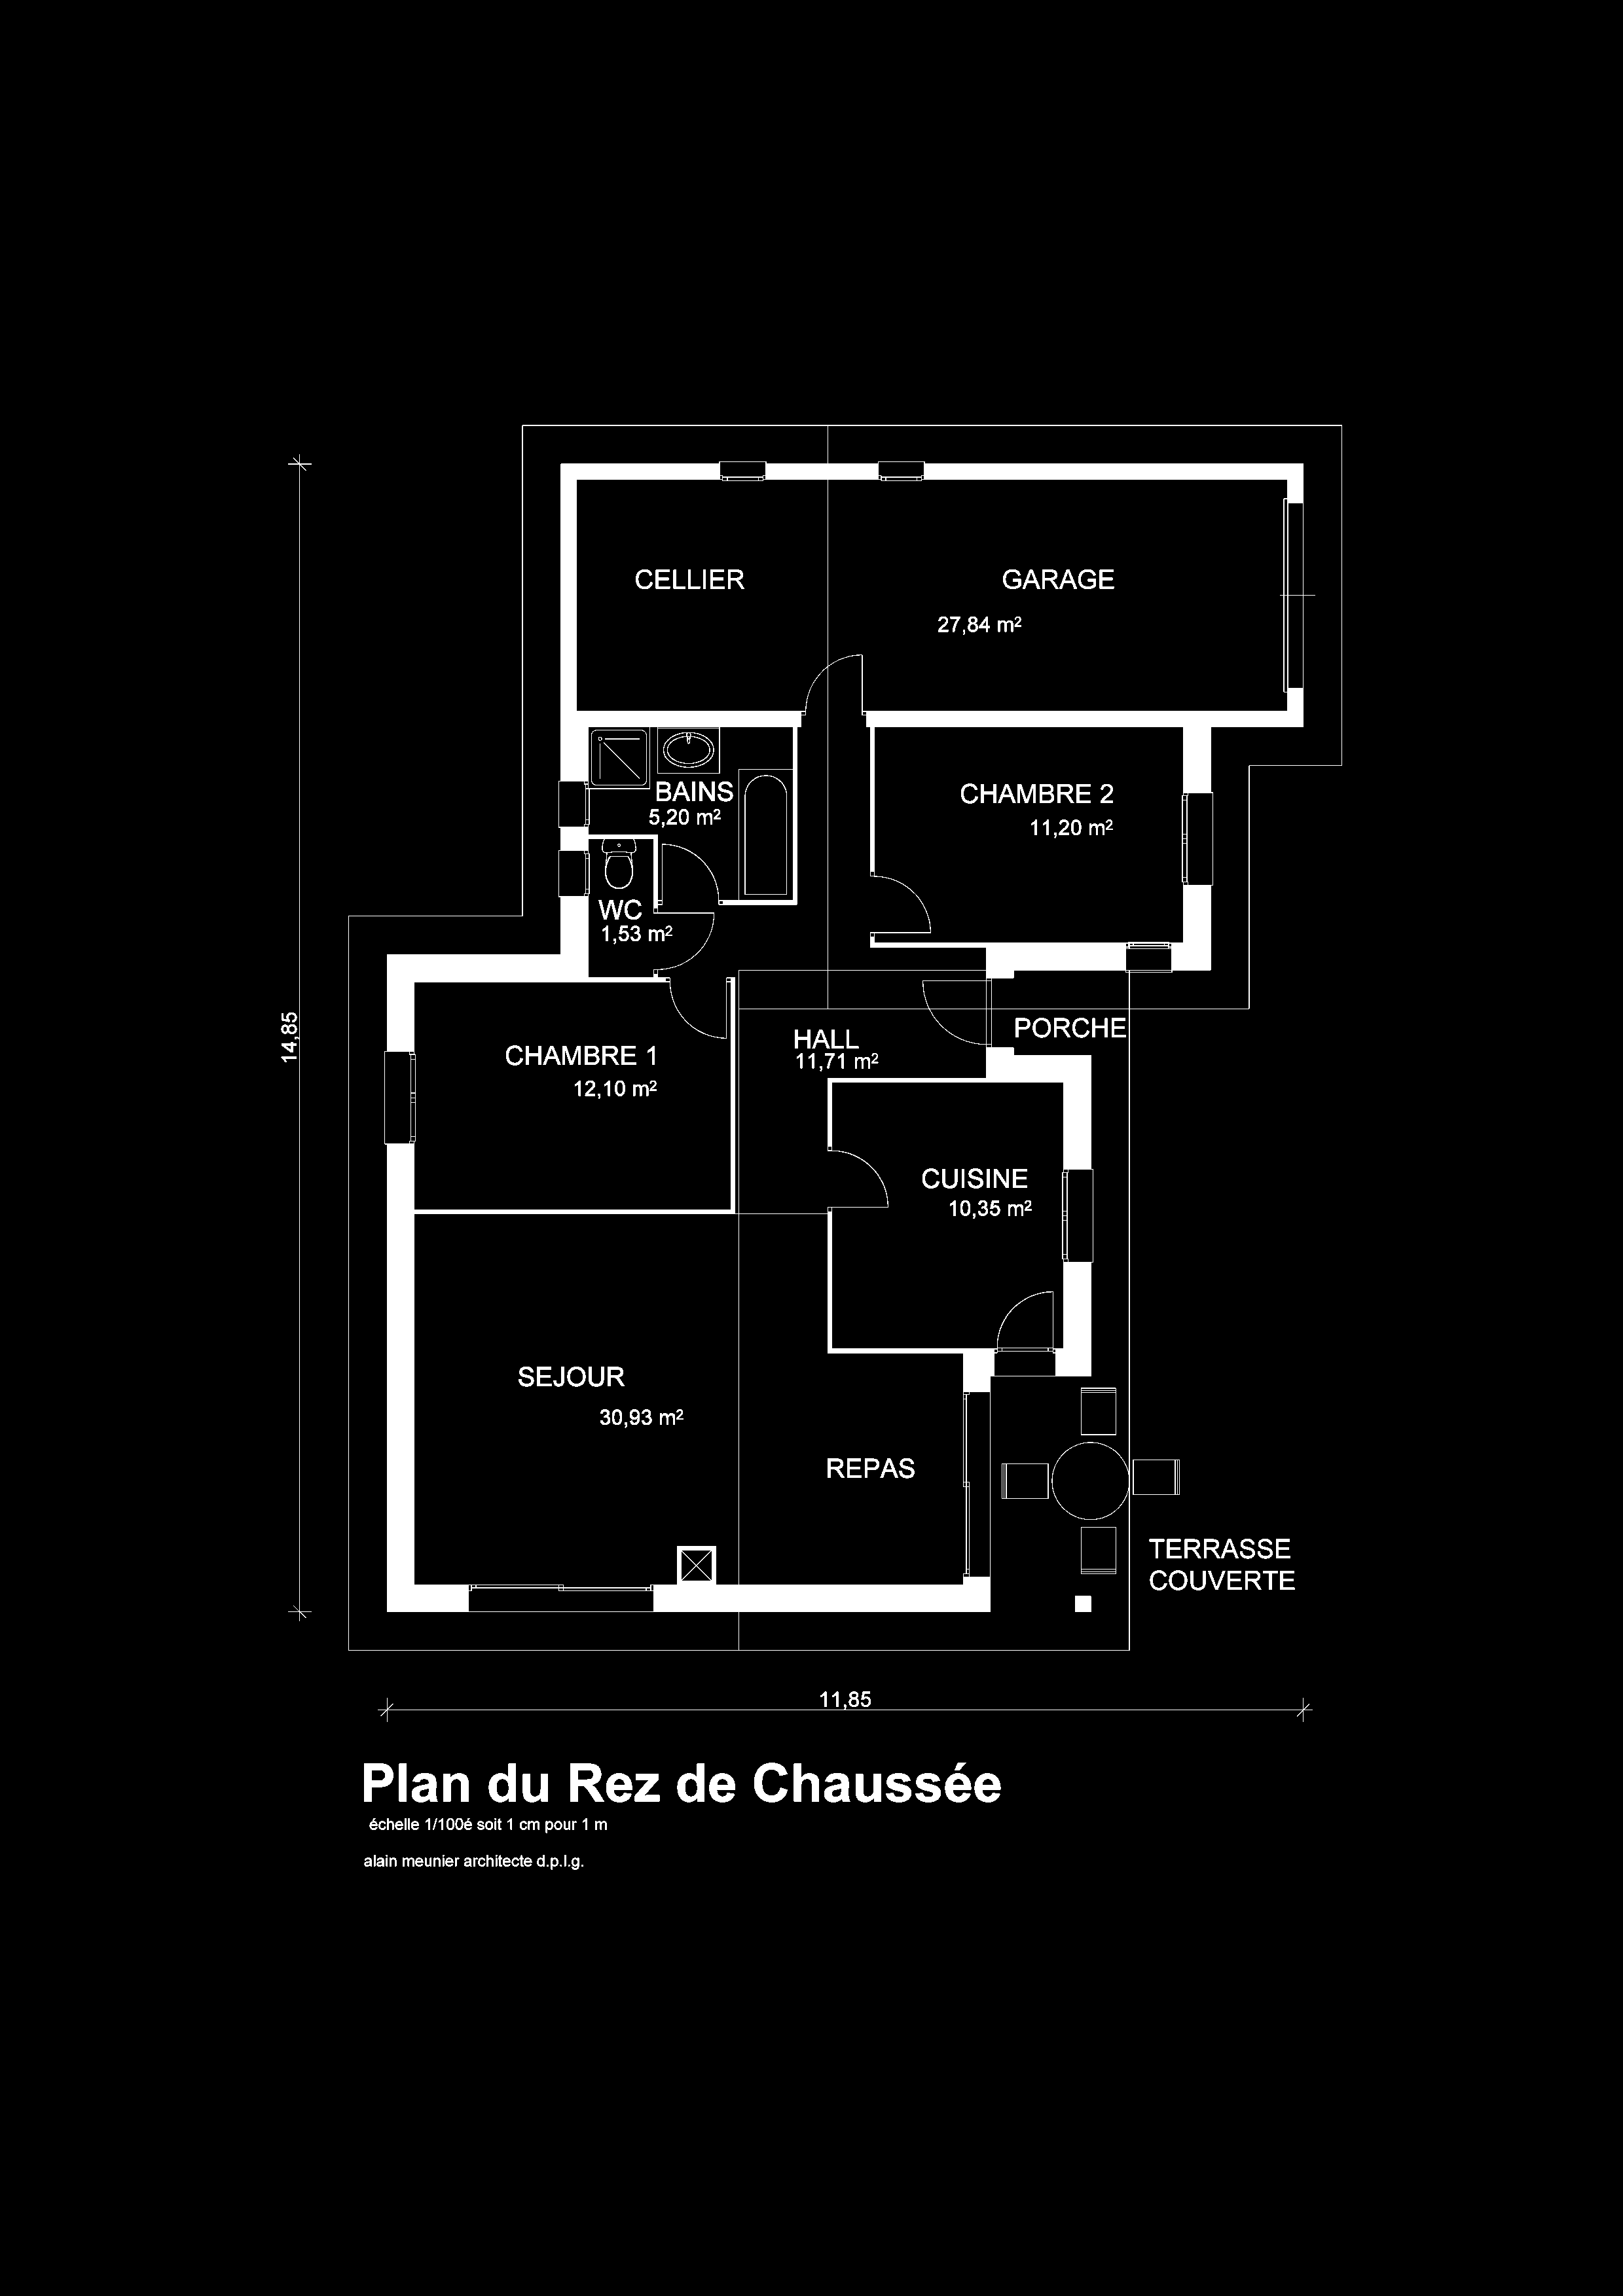 CELLIER
GARAGE
27,84 m²
BAINS
5,20 m²
CHAMBRE 2
11,20 m²
WC
1,53 m²
14,85
PORCHE
HALL
11,71 m²
CHAMBRE 1
12,10 m²
CUISINE
10,35 m²
SEJOUR
30,93 m²
REPAS
TERRASSE
COUVERTE
11,85
Plan du Rez de Chaussée
échelle 1/100é soit 1 cm pour 1 m
alain meunier architecte d.p.l.g.